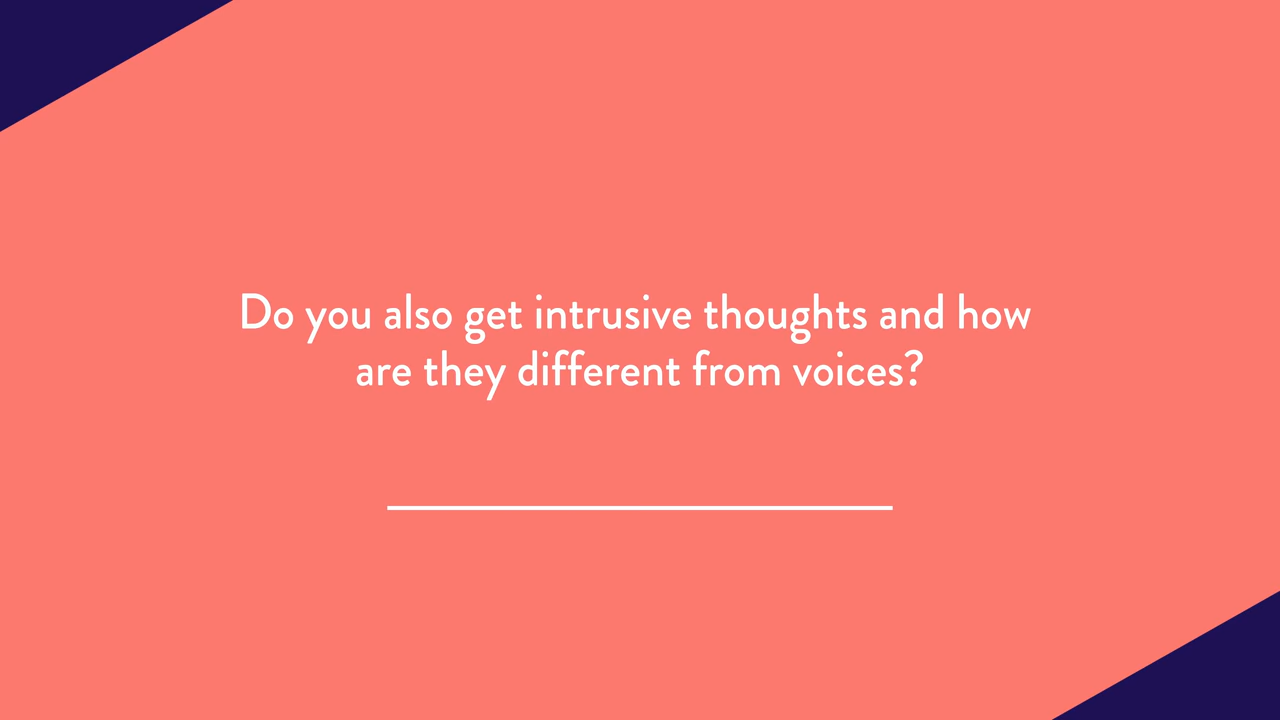 Do you also get intrusive thoughts and how
are they different from voices?